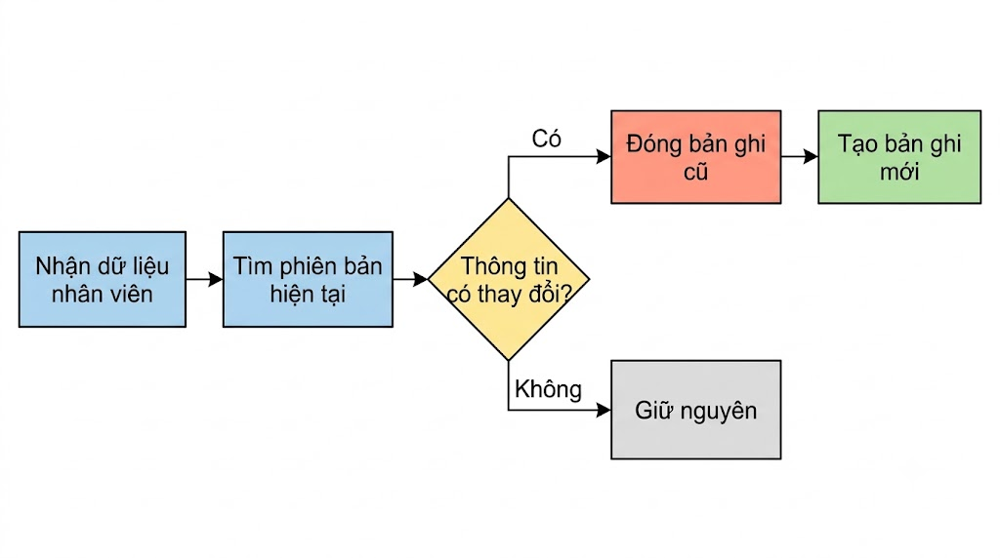 Nhận dữ liệu
nhân viên
Tìm phiên bản
hiện tại
Thông tin
có thay đổi?
Có
Đóng bản ghi
cũ
Tạo bản ghi
mới
Không
Giữ nguyên